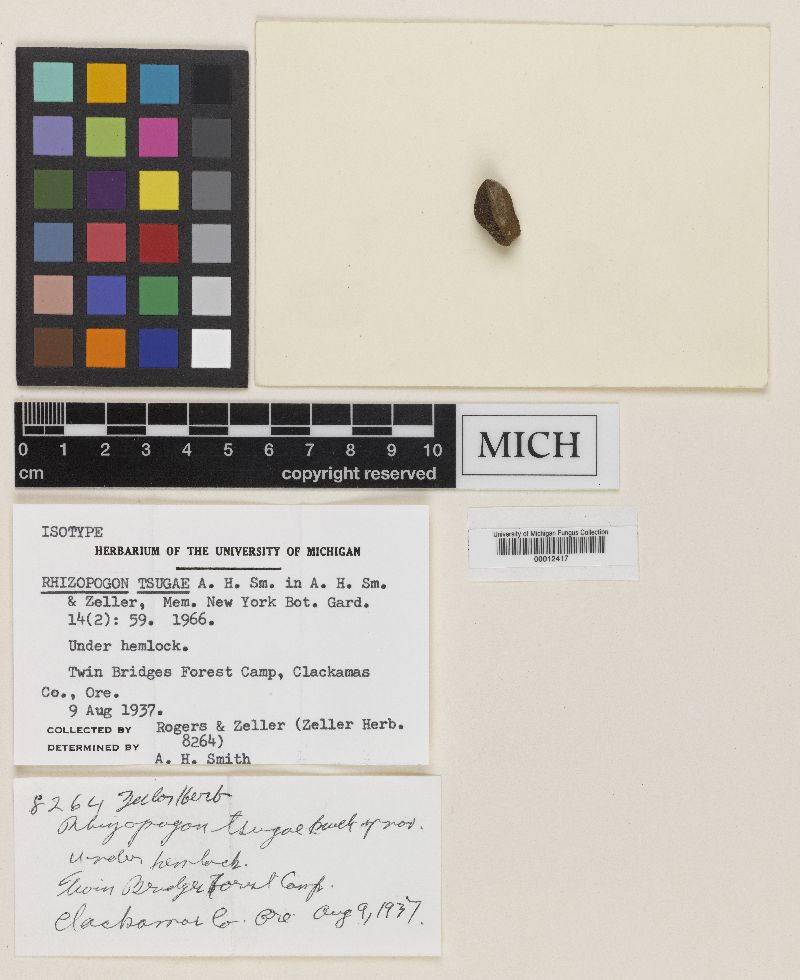 0 1 2 3 4 5 6 7 8 9 10
cm copyright reserved
MICH
University of Michigan Fungus Collection
00012417
ISOTYPE
HERBARIUM OF THE UNIVERSITY OF MICHIGAN
RHIZOPOGON TSUGAE A. H. Sm. in A. H. Sm.
& Zeller, Mem. New York Bot. Gard.
14(2): 59. 1966.
Under hemlock.
Twin Bridges Forest Camp, Clackamas
Co., Ore.
9 Aug 1937.
COLLECTED BY Rogers & Zeller (Zeller Herb.
8264)
DETERMINED BY A. H. Smith
8264 Zeller Herb
Rhizopogon tsugae sp nov.
Under hemlock.
Twin Bridges Forest Camp.
Clackamas Co. Ore Aug 9, 1937.